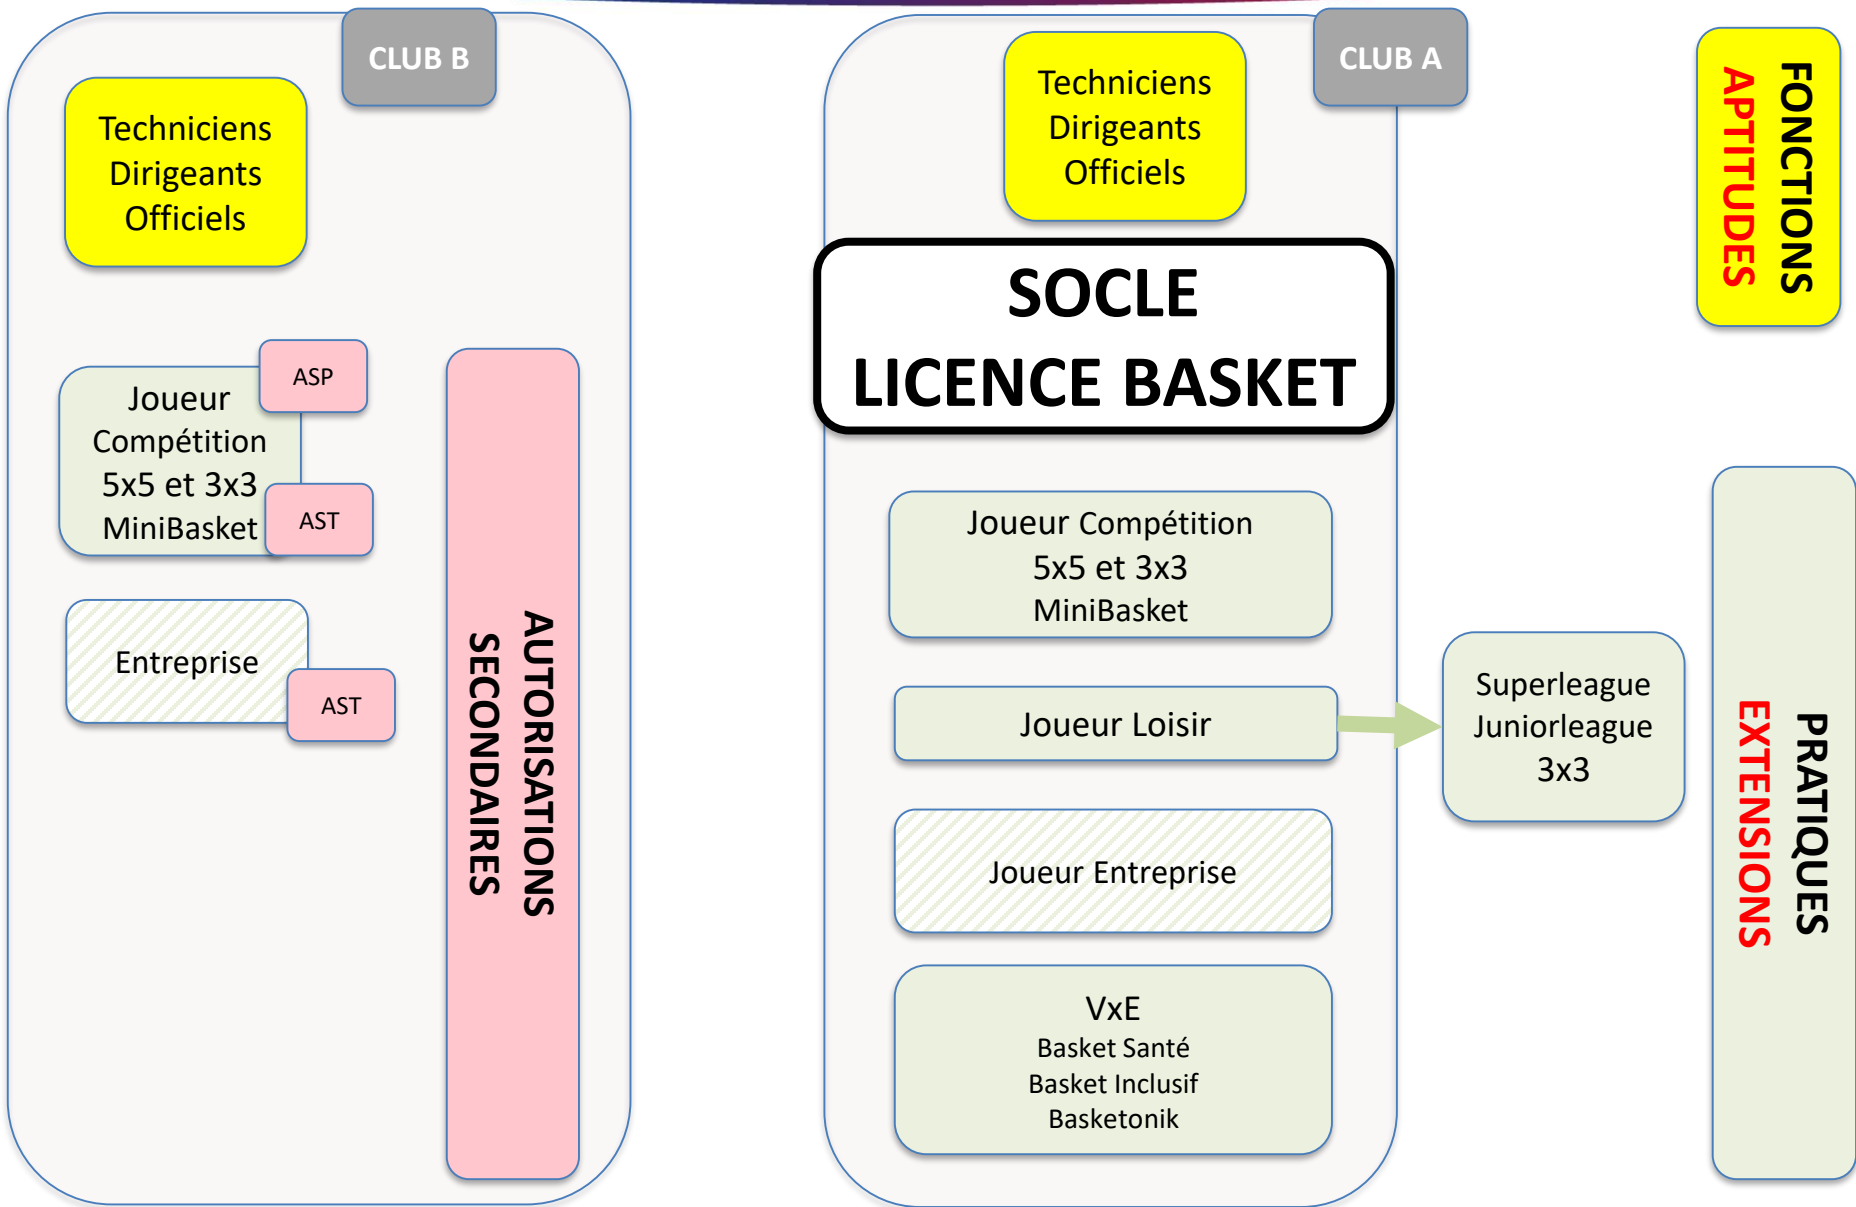 CLUB B
Techniciens
Dirigeants
Officiels
ASP
Joueur
Compétition
5x5 et 3x3
MiniBasket
AST
Entreprise
AST
AUTORISATIONS
SECONDAIRES
CLUB A
Techniciens
Dirigeants
Officiels
SOCLE
LICENCE BASKET
Joueur Compétition
5x5 et 3x3
MiniBasket
Joueur Loisir
Joueur Entreprise
VxE
Basket Santé
Basket Inclusif
Basketonik
Superleague
Juniorleague
3x3
FONCTIONS
APTITUDES
PRATIQUES
EXTENSIONS